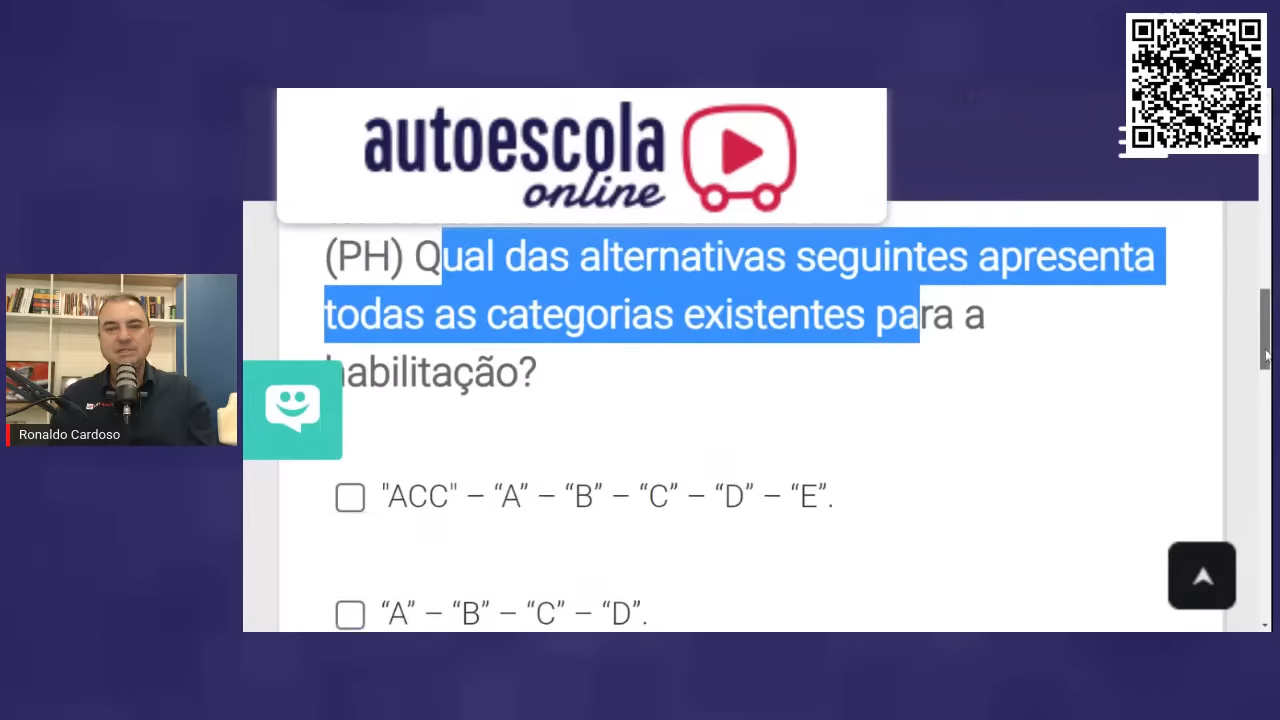 autoescola
online
(PH) Qual das alternativas seguintes apresenta
todas as categorias existentes para a
habilitação?
Ronaldo Cardoso
"ACC" – “A” – “B” – “C” – “D” – “E”.
“A” – “B” – “C” – “D”.